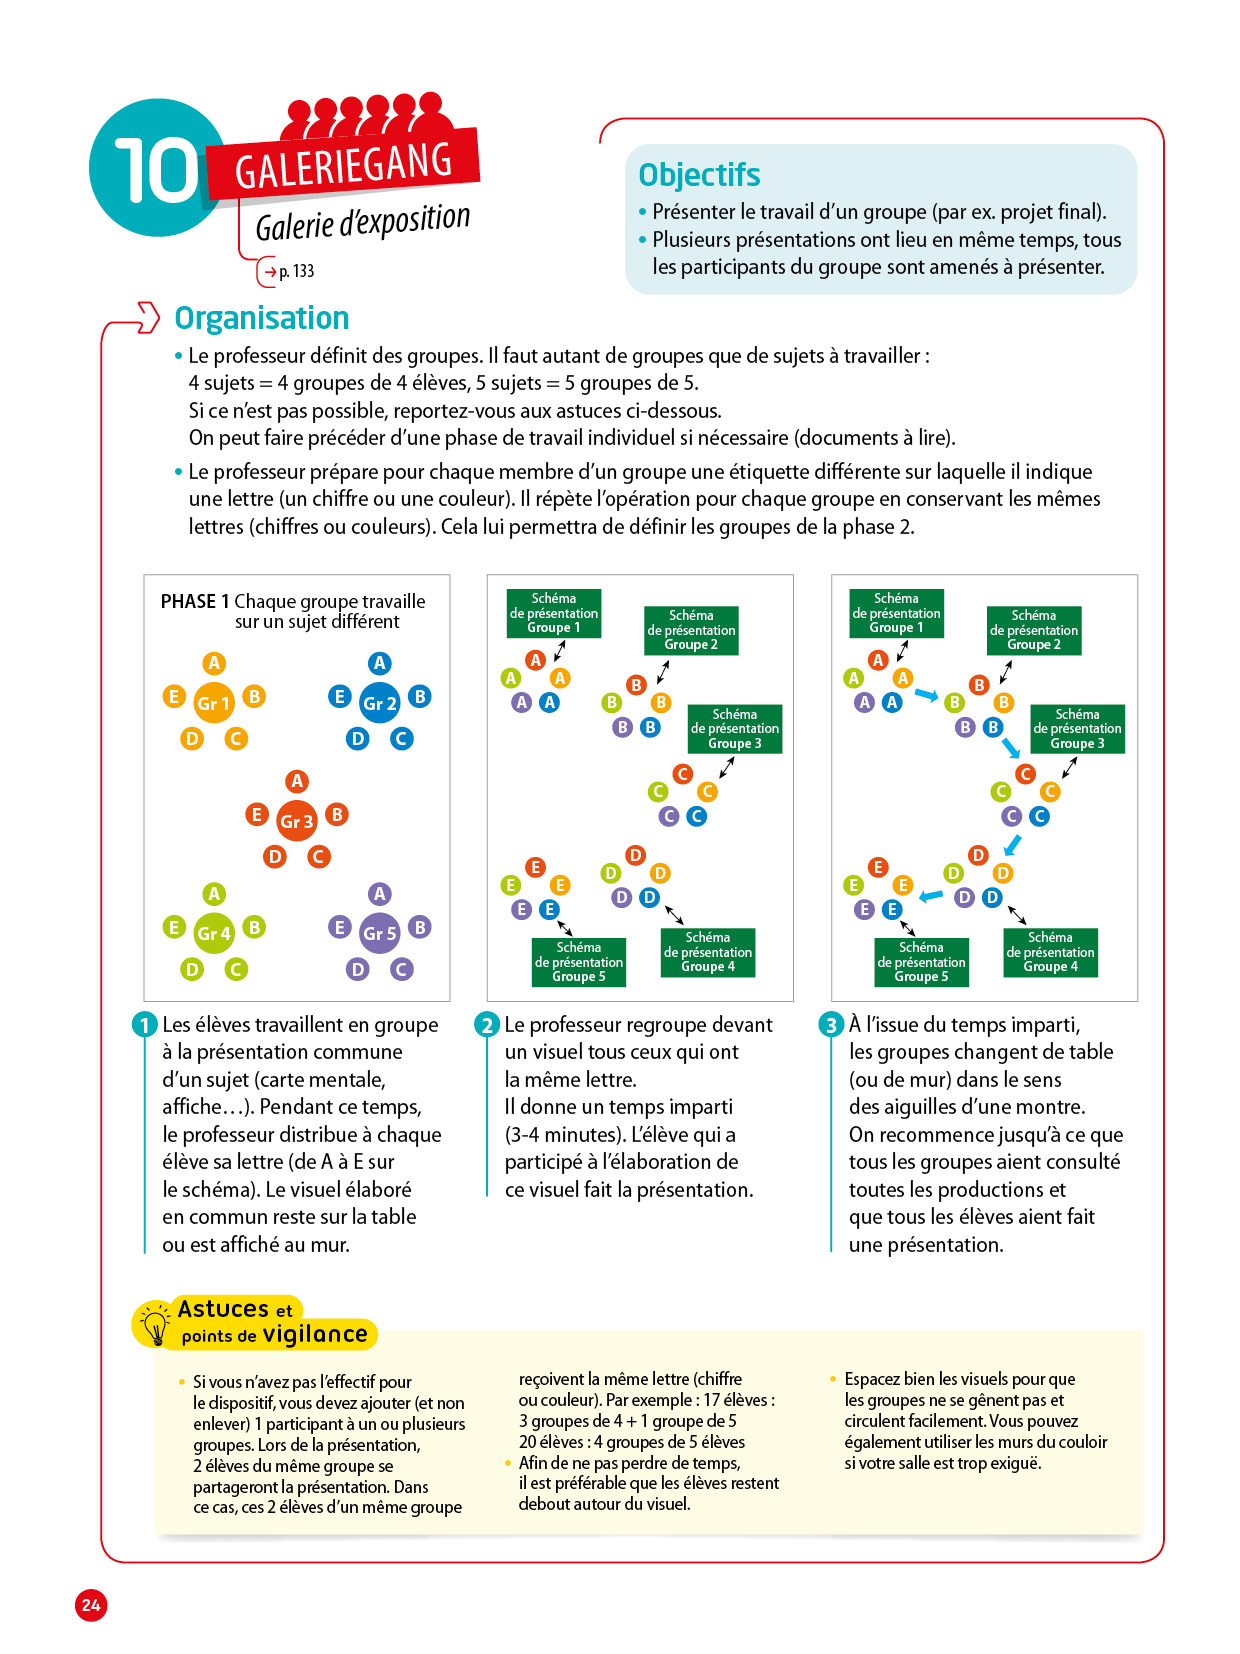 10
GALERIEGANG
Galerie d’exposition
→ p. 133
Objectifs
• Présenter le travail d’un groupe (par ex. projet final).
• Plusieurs présentations ont lieu en même temps, tous
les participants du groupe sont amenés à présenter.
Organisation
• Le professeur définit des groupes. Il faut autant de groupes que de sujets à travailler :
4 sujets = 4 groupes de 4 élèves, 5 sujets = 5 groupes de 5.
Si ce n’est pas possible, reportez-vous aux astuces ci-dessous.
On peut faire précéder d’une phase de travail individuel si nécessaire (documents à lire).
• Le professeur prépare pour chaque membre d’un groupe une étiquette différente sur laquelle il indique
une lettre (un chiffre ou une couleur). Il répète l’opération pour chaque groupe en conservant les mêmes
lettres (chiffres ou couleurs). Cela lui permettra de définir les groupes de la phase 2.
PHASE 1 Chaque groupe travaille
sur un sujet différent
A A
E Gr 1 B E Gr 2 B
D C D C
A
E Gr 3 B
D C
A A
E Gr 4 B E Gr 5 B
D C D C
Schéma
de présentation
Groupe 1
Schéma
de présentation
Groupe 2
A
A A
A A
B
B B
B B
Schéma
de présentation
Groupe 3
C
C C
C C
E
E E
E E
D
D D
D D
Schéma
de présentation
Groupe 5
Schéma
de présentation
Groupe 4
Schéma
de présentation
Groupe 1
Schéma
de présentation
Groupe 2
A
A A
A A
B
B B
B B
Schéma
de présentation
Groupe 3
C
C C
C C
E
E E
E E
D
D D
D D
Schéma
de présentation
Groupe 5
Schéma
de présentation
Groupe 4
1 Les élèves travaillent en groupe
à la présentation commune
d’un sujet (carte mentale,
affiche…). Pendant ce temps,
le professeur distribue à chaque
élève sa lettre (de A à E sur
le schéma). Le visuel élaboré
en commun reste sur la table
ou est affiché au mur.
2 Le professeur regroupe devant
un visuel tous ceux qui ont
la même lettre.
Il donne un temps imparti
(3-4 minutes). L’élève qui a
participé à l’élaboration de
ce visuel fait la présentation.
3 À l’issue du temps imparti,
les groupes changent de table
(ou de mur) dans le sens
des aiguilles d’une montre.
On recommence jusqu’à ce que
tous les groupes aient consulté
toutes les productions et
que tous les élèves aient fait
une présentation.
Astuces et
points de vigilance
• Si vous n’avez pas l’effectif pour
le dispositif, vous devez ajouter (et non
enlever) 1 participant à un ou plusieurs
groupes. Lors de la présentation,
2 élèves du même groupe se
partageront la présentation. Dans
ce cas, ces 2 élèves d’un même groupe
reçoivent la même lettre (chiffre
ou couleur). Par exemple : 17 élèves :
3 groupes de 4 + 1 groupe de 5
20 élèves : 4 groupes de 5 élèves
• Afin de ne pas perdre de temps,
il est préférable que les élèves restent
debout autour du visuel.
• Espacez bien les visuels pour que
les groupes ne se gênent pas et
circulent facilement. Vous pouvez
également utiliser les murs du couloir
si votre salle est trop exiguë.
24